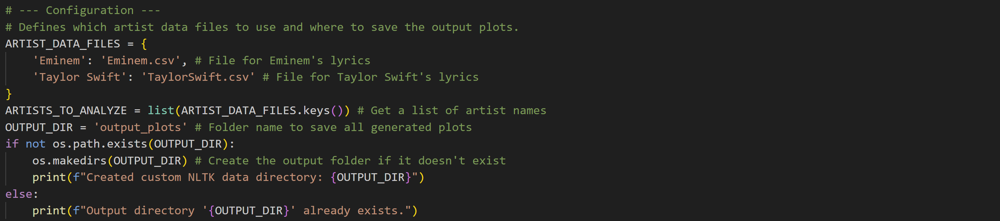 # --- Configuration ---
# Defines which artist data files to use and where to save the output plots.
ARTIST_DATA_FILES = {
    'Eminem': 'Eminem.csv', # File for Eminem's lyrics
    'Taylor Swift': 'TaylorSwift.csv' # File for Taylor Swift's lyrics
}
ARTISTS_TO_ANALYZE = list(ARTIST_DATA_FILES.keys()) # Get a list of artist names
OUTPUT_DIR = 'output_plots' # Folder name to save all generated plots
if not os.path.exists(OUTPUT_DIR):
    os.makedirs(OUTPUT_DIR) # Create the output folder if it doesn't exist
    print(f"Created custom NLTK data directory: {OUTPUT_DIR}")
else:
    print(f"Output directory '{OUTPUT_DIR}' already exists.")